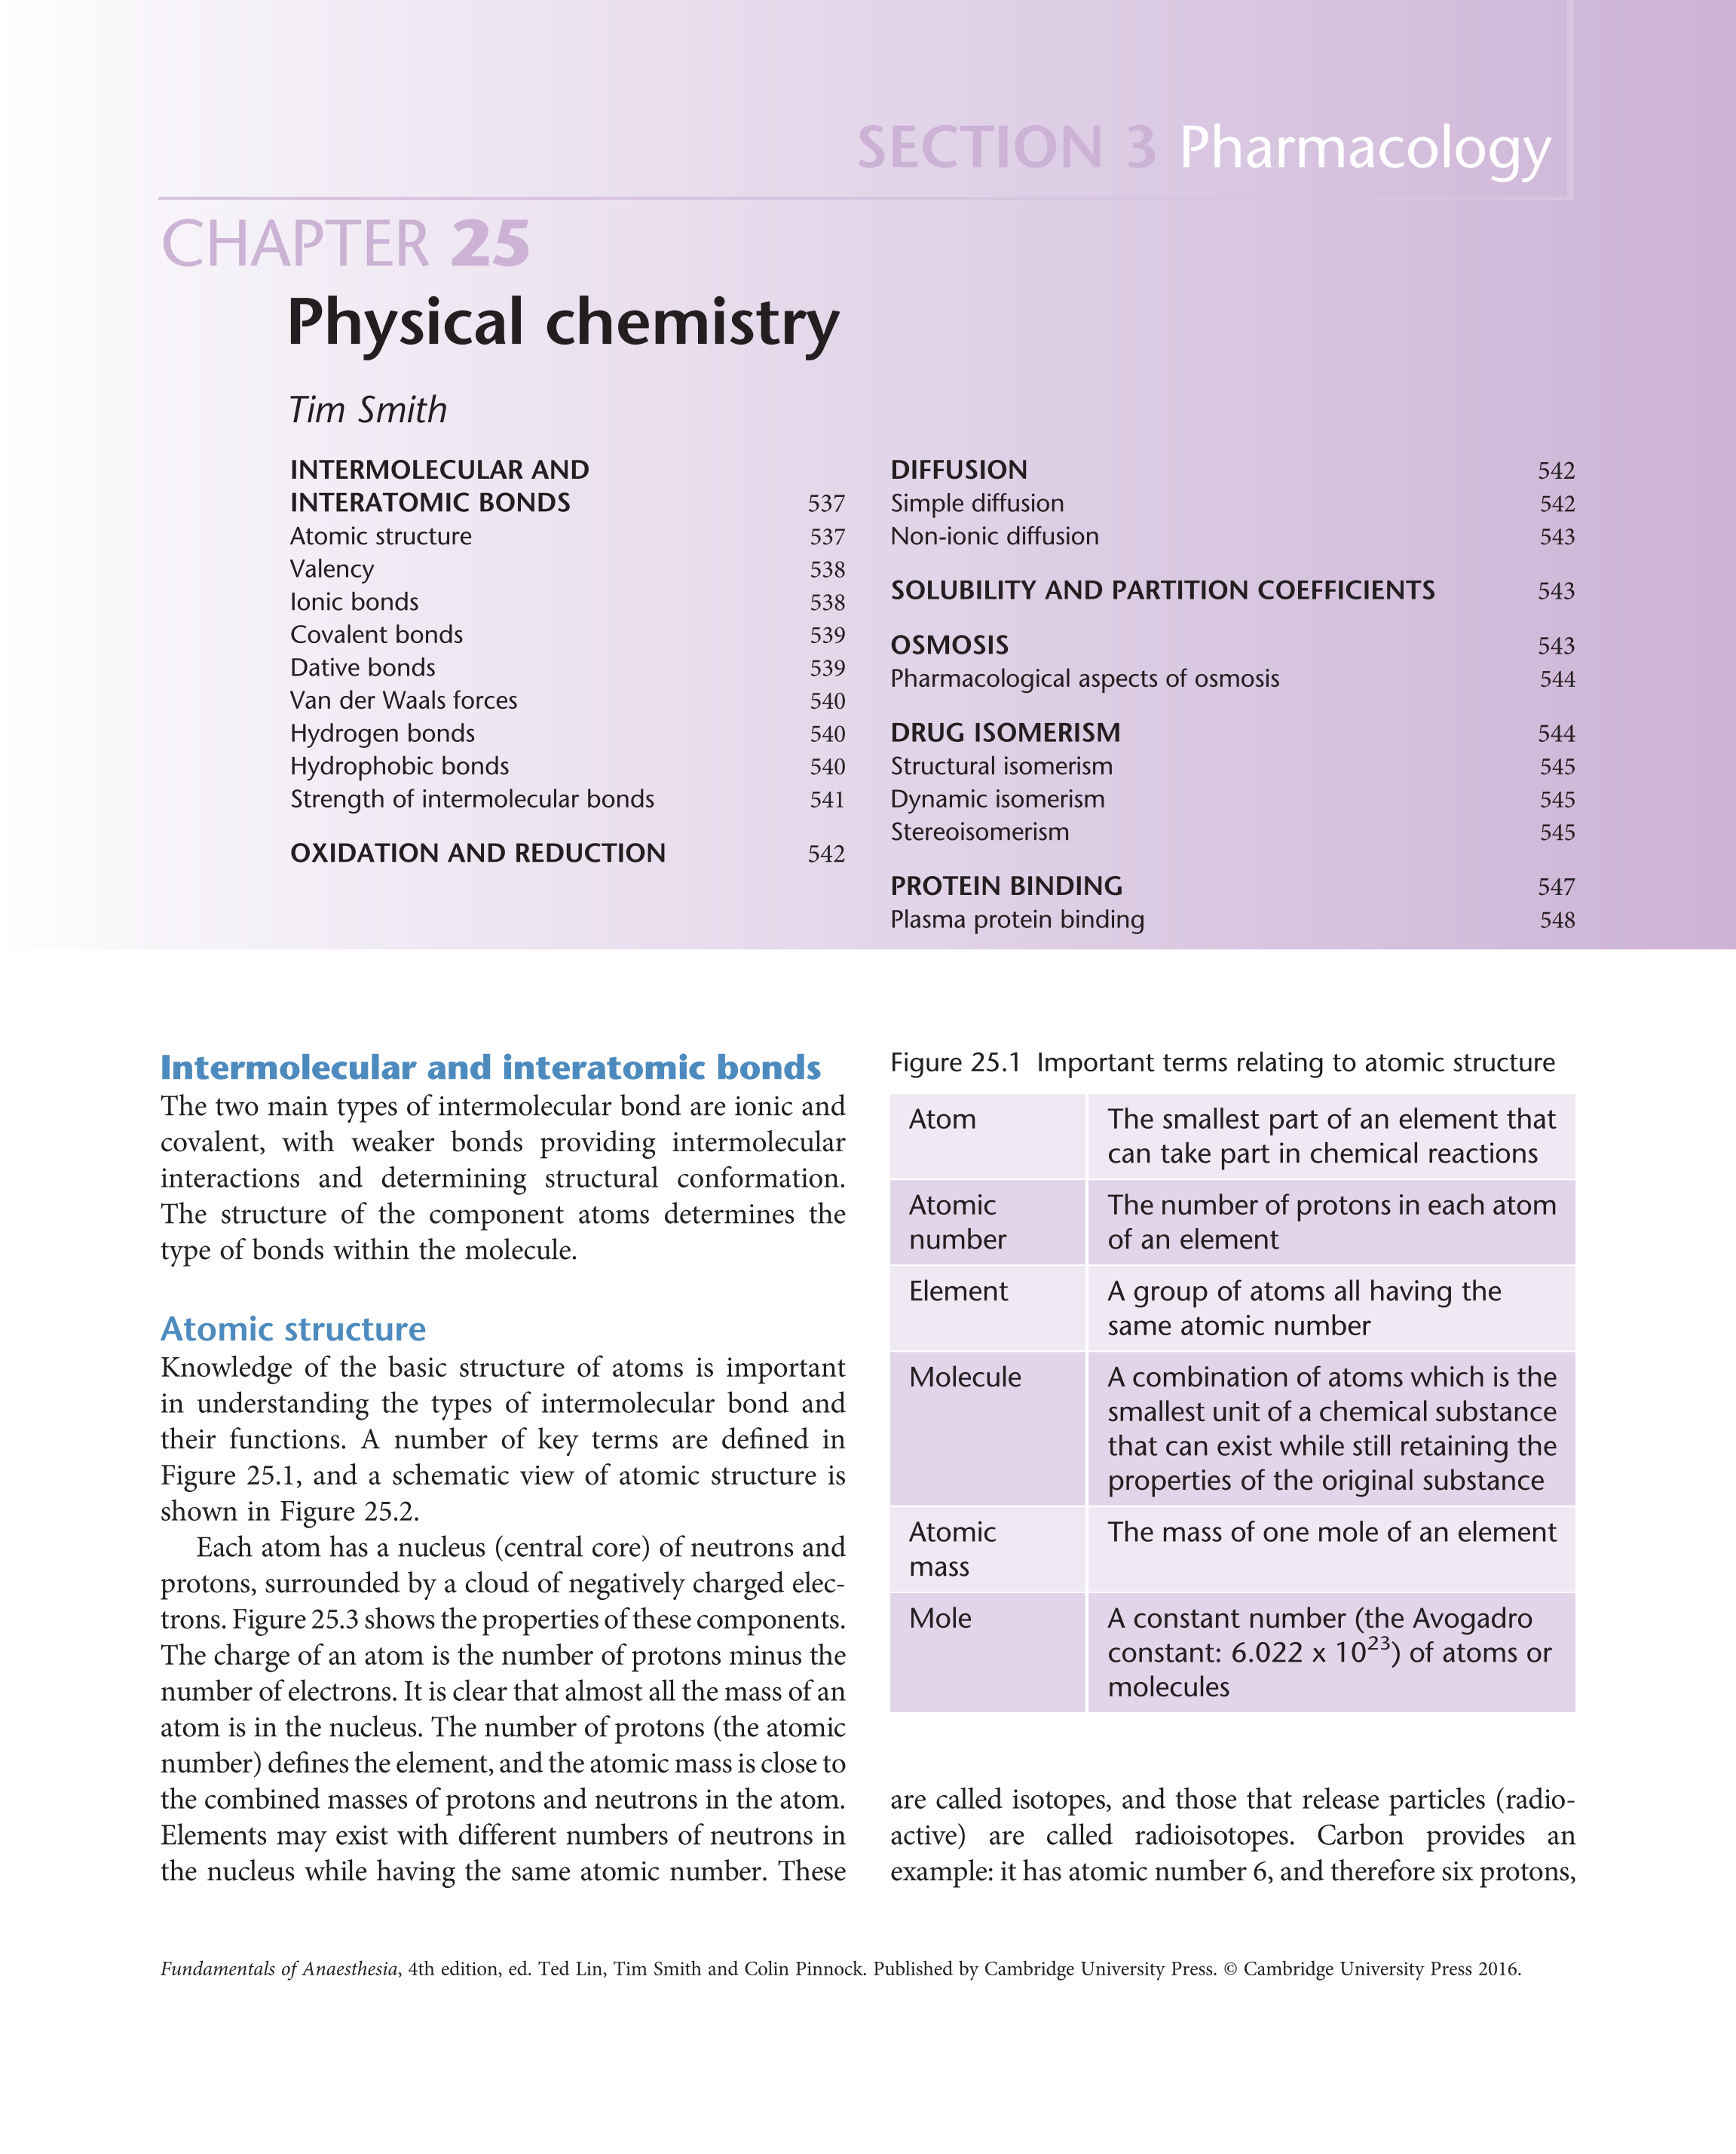 SECTION 3 Pharmacology
CHAPTER 25
Physical chemistry
Tim Smith
INTERMOLECULAR AND
INTERATOMIC BONDS 537
Atomic structure 537
Valency 538
Ionic bonds 538
Covalent bonds 539
Dative bonds 539
Van der Waals forces 540
Hydrogen bonds 540
Hydrophobic bonds 540
Strength of intermolecular bonds 541
OXIDATION AND REDUCTION 542
DIFFUSION 542
Simple diffusion 542
Non-ionic diffusion 543
SOLUBILITY AND PARTITION COEFFICIENTS 543
OSMOSIS 543
Pharmacological aspects of osmosis 544
DRUG ISOMERISM 544
Structural isomerism 545
Dynamic isomerism 545
Stereoisomerism 545
PROTEIN BINDING 547
Plasma protein binding 548
Intermolecular and interatomic bonds
The two main types of intermolecular bond are ionic and
covalent, with weaker bonds providing intermolecular
interactions and determining structural conformation.
The structure of the component atoms determines the
type of bonds within the molecule.
Atomic structure
Knowledge of the basic structure of atoms is important
in understanding the types of intermolecular bond and
their functions. A number of key terms are defined in
Figure 25.1, and a schematic view of atomic structure is
shown in Figure 25.2.
Each atom has a nucleus (central core) of neutrons and
protons, surrounded by a cloud of negatively charged elec-
trons. Figure 25.3 shows the properties of these components.
The charge of an atom is the number of protons minus the
number of electrons. It is clear that almost all the mass of an
atom is in the nucleus. The number of protons (the atomic
number) defines the element, and the atomic mass is close to
the combined masses of protons and neutrons in the atom.
Elements may exist with different numbers of neutrons in
the nucleus while having the same atomic number. These
Figure 25.1 Important terms relating to atomic structure
Atom The smallest part of an element that
can take part in chemical reactions
Atomic The number of protons in each atom
number of an element
Element A group of atoms all having the
same atomic number
Molecule A combination of atoms which is the
smallest unit of a chemical substance
that can exist while still retaining the
properties of the original substance
Atomic The mass of one mole of an element
mass
Mole A constant number (the Avogadro
constant: 6.022 x 10²³) of atoms or
molecules
are called isotopes, and those that release particles (radio-
active) are called radioisotopes. Carbon provides an
example: it has atomic number 6, and therefore six protons,
Fundamentals of Anaesthesia, 4th edition, ed. Ted Lin, Tim Smith and Colin Pinnock. Published by Cambridge University Press. © Cambridge University Press 2016.